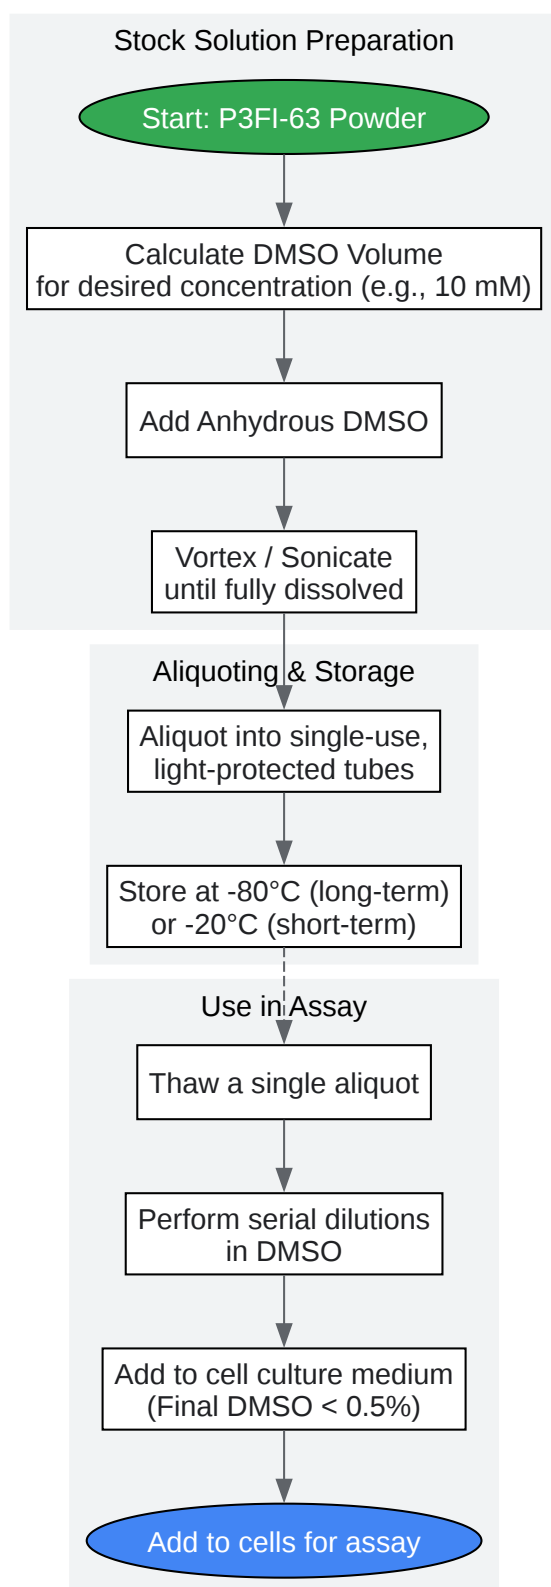 Stock Solution Preparation
Start: P3FI-63 Powder
Calculate DMSO Volume
for desired concentration (e.g., 10 mM)
Add Anhydrous DMSO
Vortex / Sonicate
until fully dissolved
Aliquoting & Storage
Aliquot into single-use,
light-protected tubes
Store at -80°C (long-term)
or -20°C (short-term)
Use in Assay
Thaw a single aliquot
Perform serial dilutions
in DMSO
Add to cell culture medium
(Final DMSO < 0.5%)
Add to cells for assay